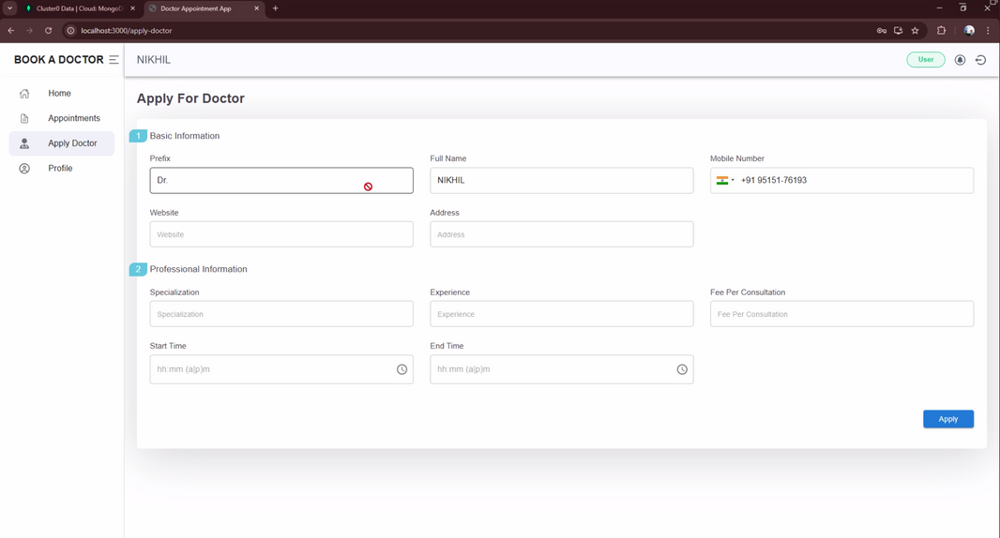 Cluster0 Data | Cloud: MongoD
Doctor Appointment App
localhost:3000/apply-doctor
BOOK A DOCTOR
NIKHIL
User
Home
Appointments
Apply Doctor
Profile
Apply For Doctor
1 Basic Information
Prefix
Full Name
Mobile Number
Dr.
NIKHIL
+91 95151-76193
Website
Address
Website
Address
2 Professional Information
Specialization
Experience
Fee Per Consultation
Specialization
Experience
Fee Per Consultation
Start Time
End Time
hh:mm (a|p)m
hh:mm (a|p)m
Apply